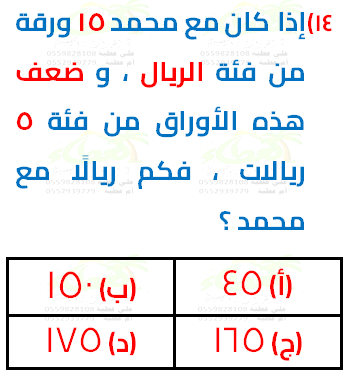 ١٤)إذا كان مع محمد ١٥ ورقة
من فئة الريال ، و ضعف
هذه الأوراق من فئة ٥
ريالات ، فكم ريالًا مع
محمد ؟
(أ) ٤٥ (ب) ١٥٠
(ج) ١٦٥ (د) ١٧٥